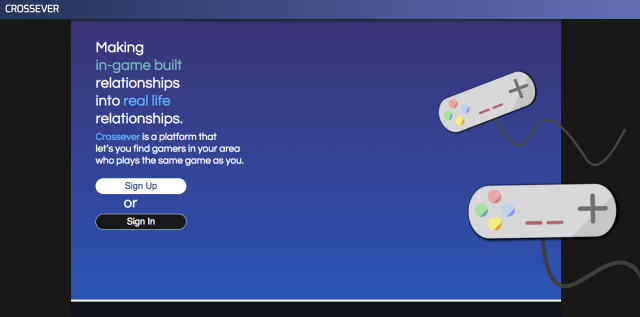 CROSSEVER
Making
in-game built
relationships
into real life
relationships.
Crossever is a platform that
let's you find gamers in your area
who plays the same game as you.
Sign Up
or
Sign In